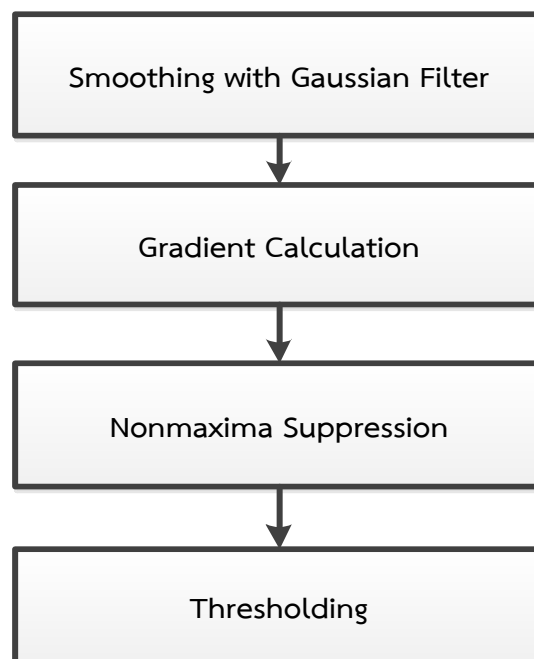 Smoothing with Gaussian Filter
Gradient Calculation
Nonmaxima Suppression
Thresholding